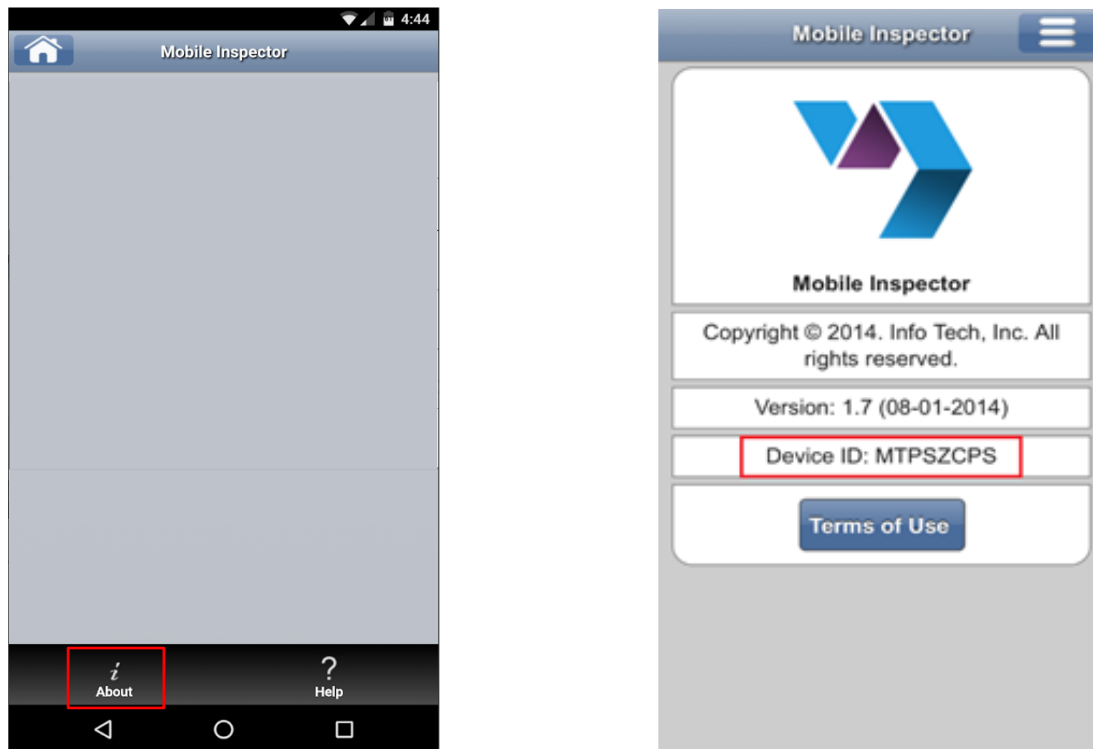 4:44
Mobile Inspector
i
About
?
Help
Mobile Inspector
Mobile Inspector
Copyright © 2014. Info Tech, Inc. All
rights reserved.
Version: 1.7 (08-01-2014)
Device ID: MTPSZCPS
Terms of Use